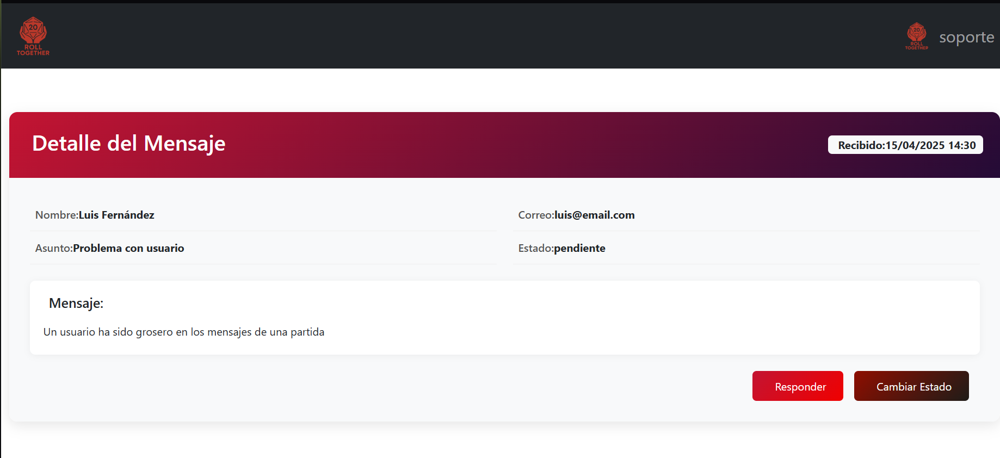 20
ROLL
TOGETHER
20
ROLL
TOGETHER
soporte
Detalle del Mensaje
Recibido:15/04/2025 14:30
Nombre:Luis Fernández
Correo:luis@email.com
Asunto:Problema con usuario
Estado:pendiente
Mensaje:
Un usuario ha sido grosero en los mensajes de una partida
Responder
Cambiar Estado